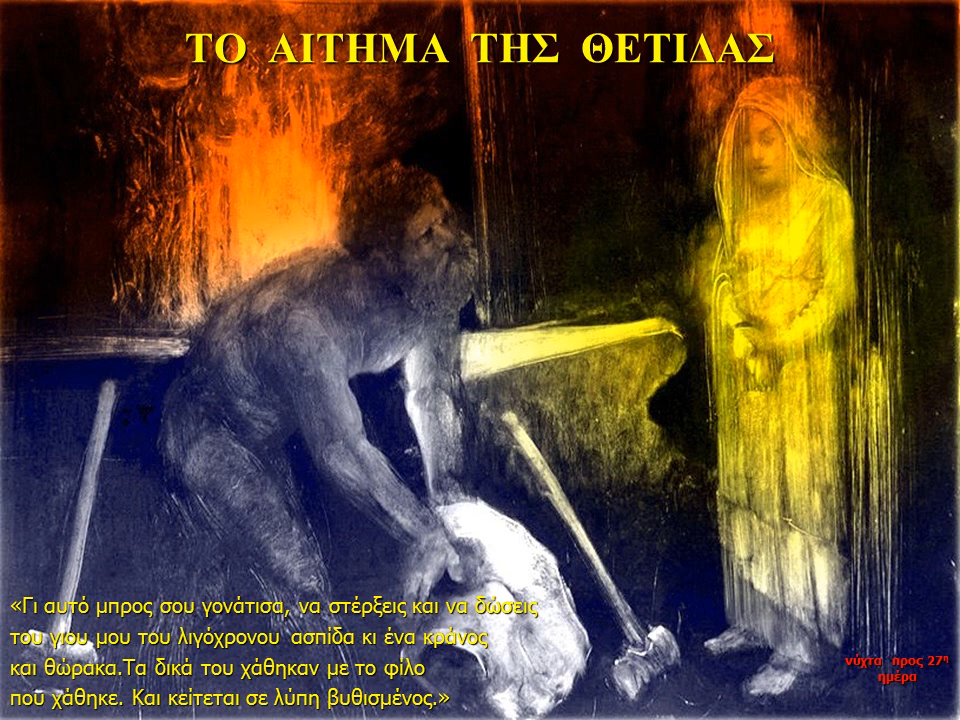 ΤΟ ΑΙΤΗΜΑ ΤΗΣ ΘΕΤΙΔΑΣ
«Γι αυτό μπρος σου γονάτισα, να στέρξεις και να δώσεις
του γιου μου του λιγόχρονου ασπίδα κι ένα κράνος
και θώρακα.Τα δικά του χάθηκαν με το φίλο
που χάθηκε. Και κείτεται σε λύπη βυθισμένος.»
νύχτα προς 27η
ημέρα